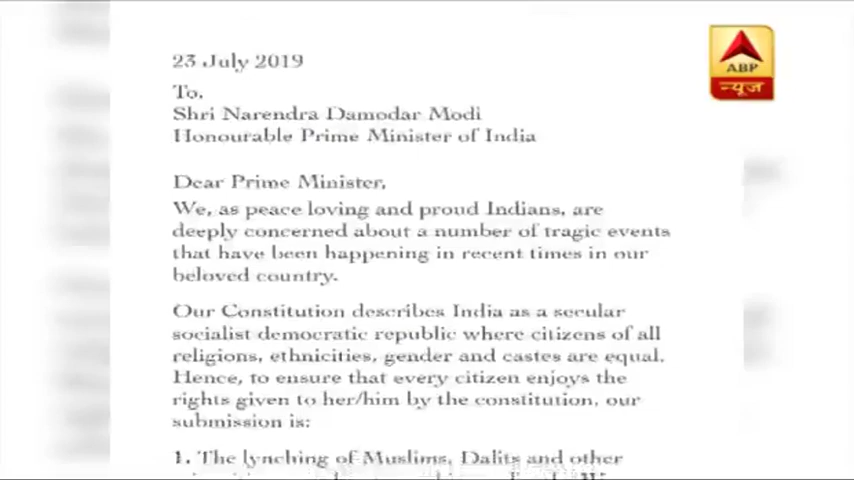 23 July 2019
To,
Shri Narendra Damodar Modi
Honourable Prime Minister of India
Dear Prime Minister,
We, as peace loving and proud Indians, are
deeply concerned about a number of tragic events
that have been happening in recent times in our
beloved country.
Our Constitution describes India as a secular
socialist democratic republic where citizens of all
religions, ethnicities, gender and castes are equal.
Hence, to ensure that every citizen enjoys the
rights given to her/him by the constitution, our
submission is:
1. The lynching of Muslims, Dalits and other
ABP
न्यूज़